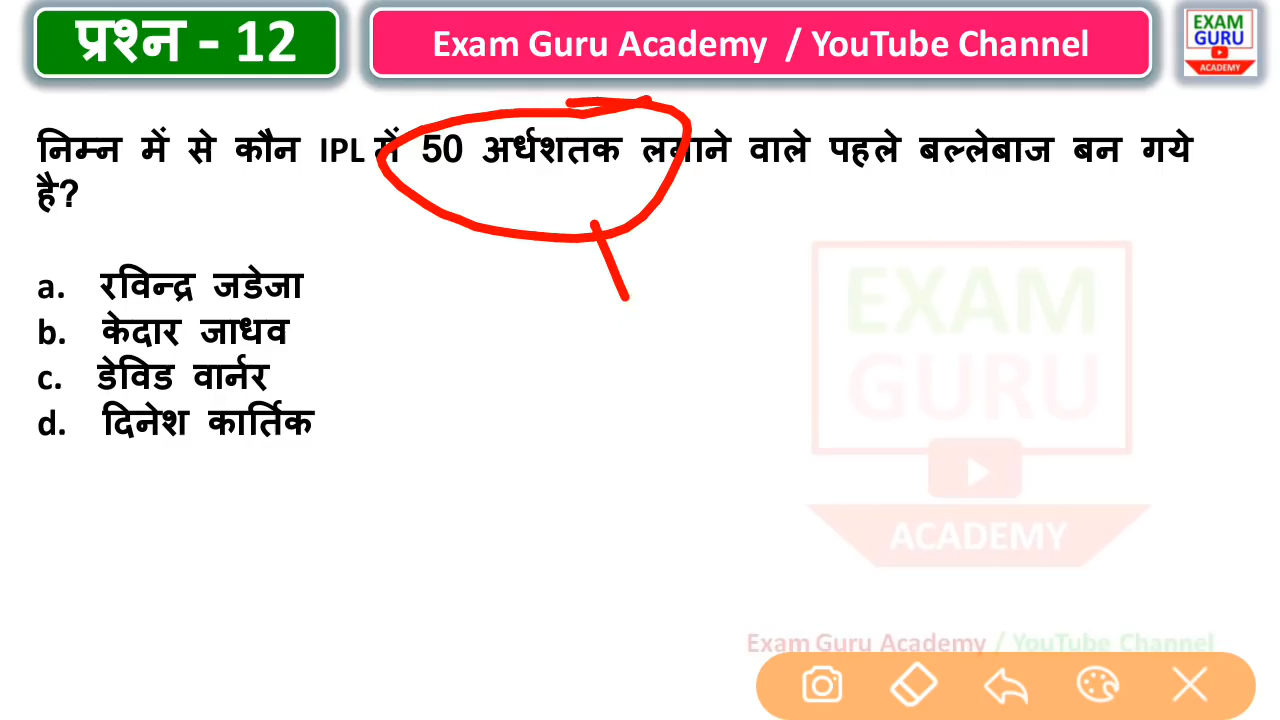 प्रश्न - 12
Exam Guru Academy / YouTube Channel
EXAM
GURU
ACADEMY
निम्न में से कौन IPL में 50 अर्धशतक लगाने वाले पहले बल्लेबाज बन गये
है?
a. रविन्द्र जडेजा
b. केदार जाधव
c. डेविड वार्नर
d. दिनेश कार्तिक
EXAM
GURU
ACADEMY
Exam Guru Academy / YouTube Channel